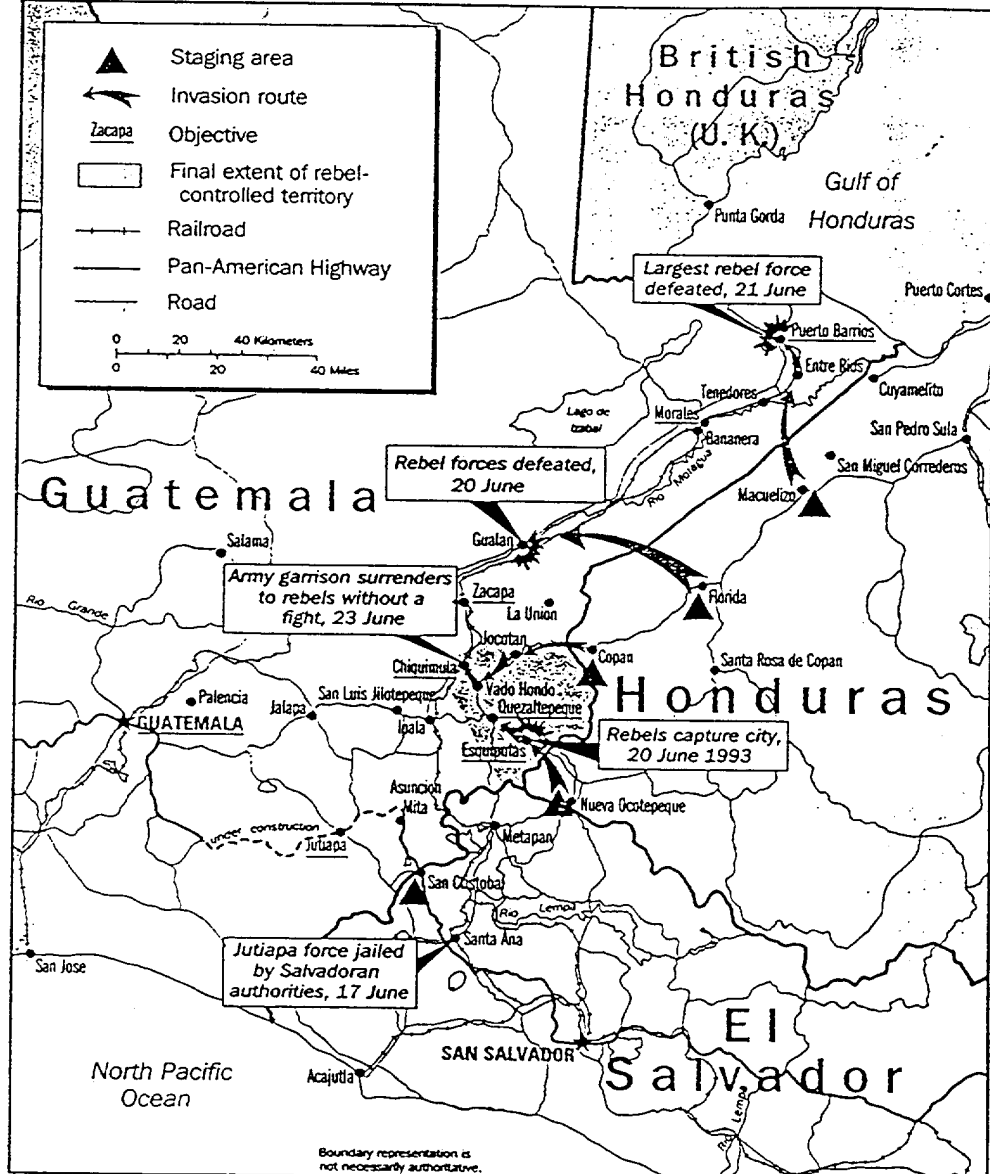 Staging area
Invasion route
Zacapa
Objective
Final extent of rebel-
controlled territory
Railroad
Pan-American Highway
Road
0 20 40 Kilometers
0 20 40 Miles
British
Honduras
(U.K.)
Gulf of
Honduras
Punta Gorda
Largest rebel force
defeated, 21 June
Puerto Cortes
Puerto Barrios
Entre Rios
Cuyamelito
Tenedores
Morales
Bananera
Lago de
Izabal
San Pedro Sula
San Miguel Correderos
Rebel forces defeated,
20 June
Rio Motagua
Macuelizo
Guatemala
Gualan
Salama
Army garrison surrenders
to rebels without a
fight, 23 June
Rio Grande
Zacapa
La Union
Florida
Jocotan
Copan
Santa Rosa de Copan
Chiquimula
Vado Hondo
Quezaltepeque
Palencia
San Luis Jilotepeque
Jalapa
Ipala
GUATEMALA
Honduras
Esquipulas
Rebels capture city,
20 June 1993
Asuncion
Mita
Nueva Ocotepeque
under construction
Jutiapa
Metapan
San Cristobal
Rio Lempa
Santa Ana
Jutiapa force jailed
by Salvadoran
authorities, 17 June
San Jose
El
Salvador
SAN SALVADOR
North Pacific
Ocean
Acajutla
Rio Lempa
Boundary representation is
not necessarily authoritative.